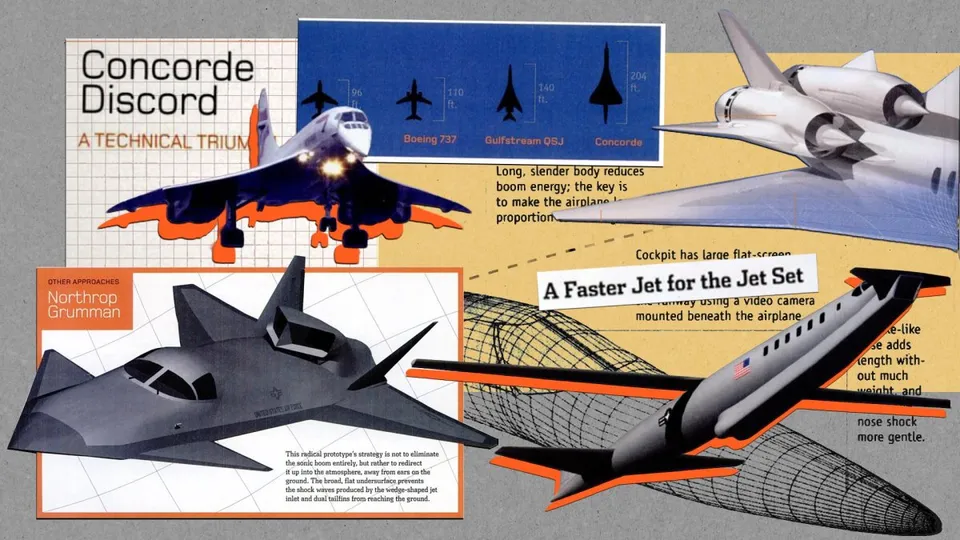 Concorde
Discord
A TECHNICAL TRIUM
96
ft.
110
ft.
140
ft.
204
ft.
Boeing 737
Gulfstream QSJ
Concorde
Long, slender body reduces
boom energy; the key is
to make the airplane
proportion
Cockpit has large flat-screen
A Faster Jet for the Jet Set
runway using a video camera
mounted beneath the airplane
-like
adds
length with-
out much
weight, and
nose shock
more gentle.
OTHER APPROACHES
Northrop
Grumman
UNITED STATES AIR FORCE
This radical prototype's strategy is not to eliminate
the sonic boom entirely, but rather to redirect
it up into the atmosphere, away from ears on the
ground. The broad, flat undersurface prevents
the shock waves produced by the wedge-shaped jet
inlet and dual tailfins from reaching the ground.